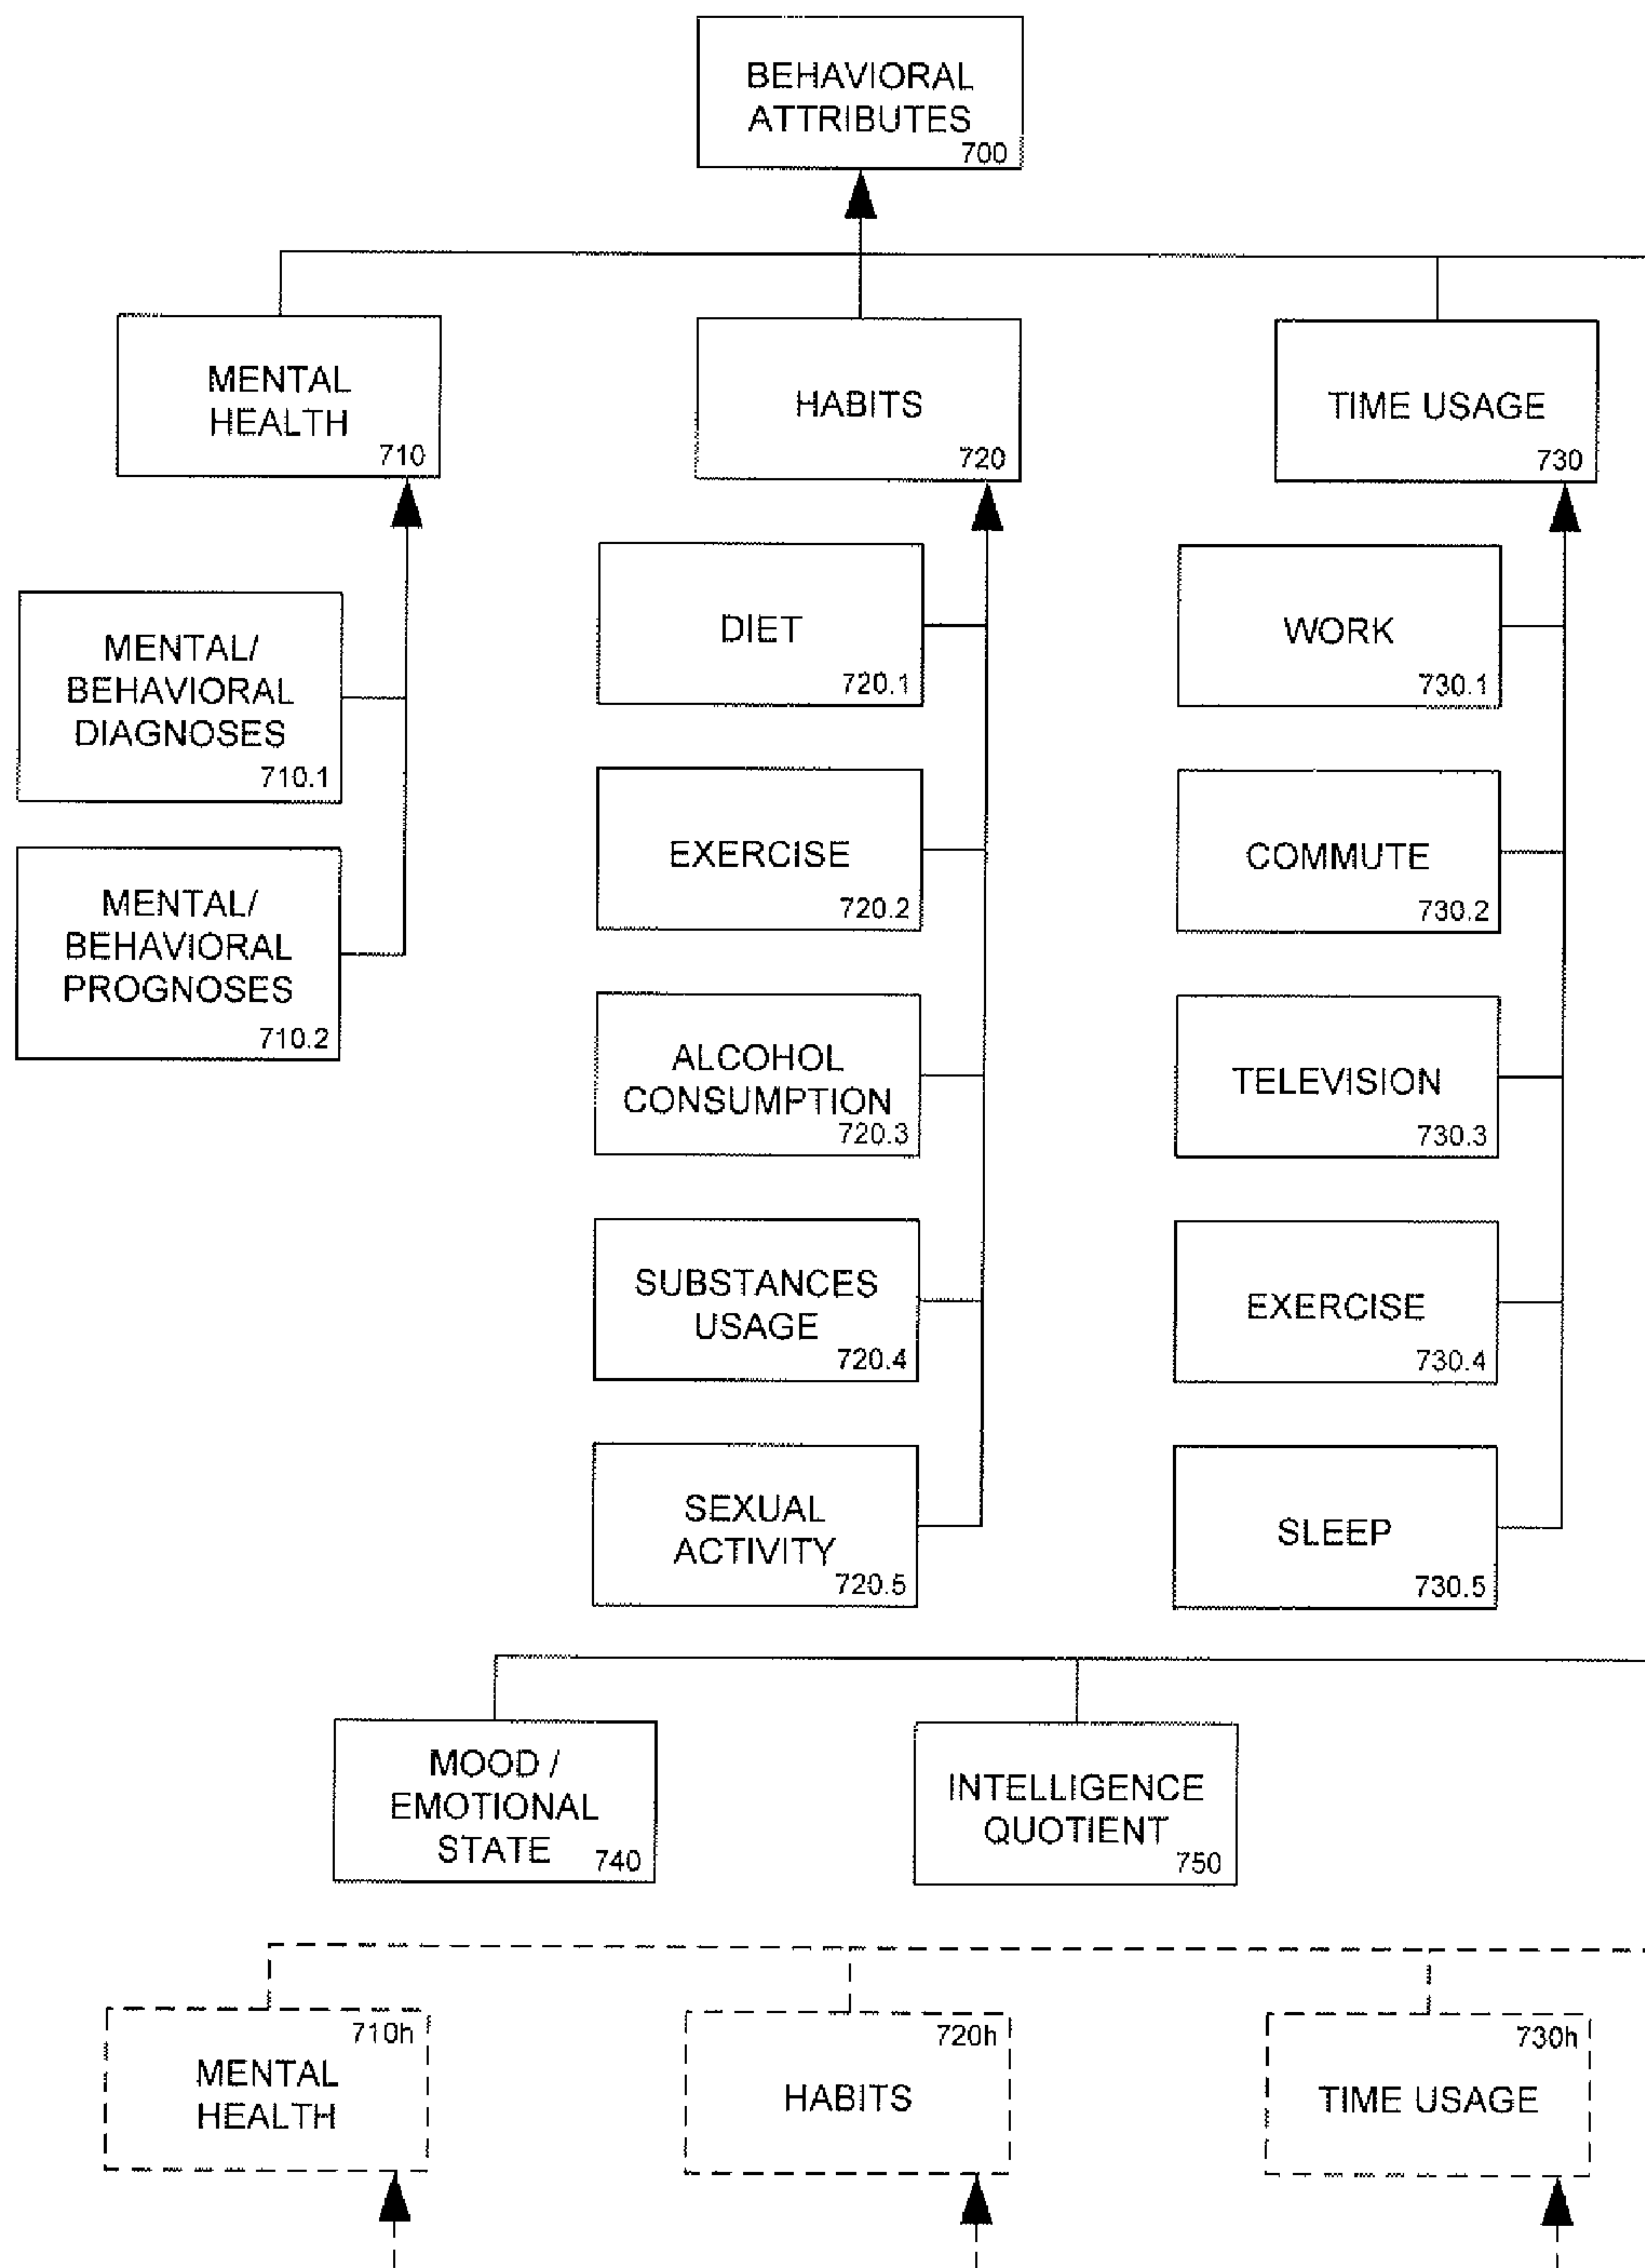 BEHAVIORAL
ATTRIBUTES
700
MENTAL
HEALTH
710
HABITS
720
TIME USAGE
730
MENTAL/
BEHAVIORAL
DIAGNOSES
710.1
MENTAL/
BEHAVIORAL
PROGNOSES
710.2
DIET
720.1
EXERCISE
720.2
ALCOHOL
CONSUMPTION
720.3
SUBSTANCES
USAGE
720.4
SEXUAL
ACTIVITY
720.5
WORK
730.1
COMMUTE
730.2
TELEVISION
730.3
EXERCISE
730.4
SLEEP
730.5
MOOD /
EMOTIONAL
STATE
740
INTELLIGENCE
QUOTIENT
750
710h
MENTAL
HEALTH
720h
HABITS
730h
TIME USAGE